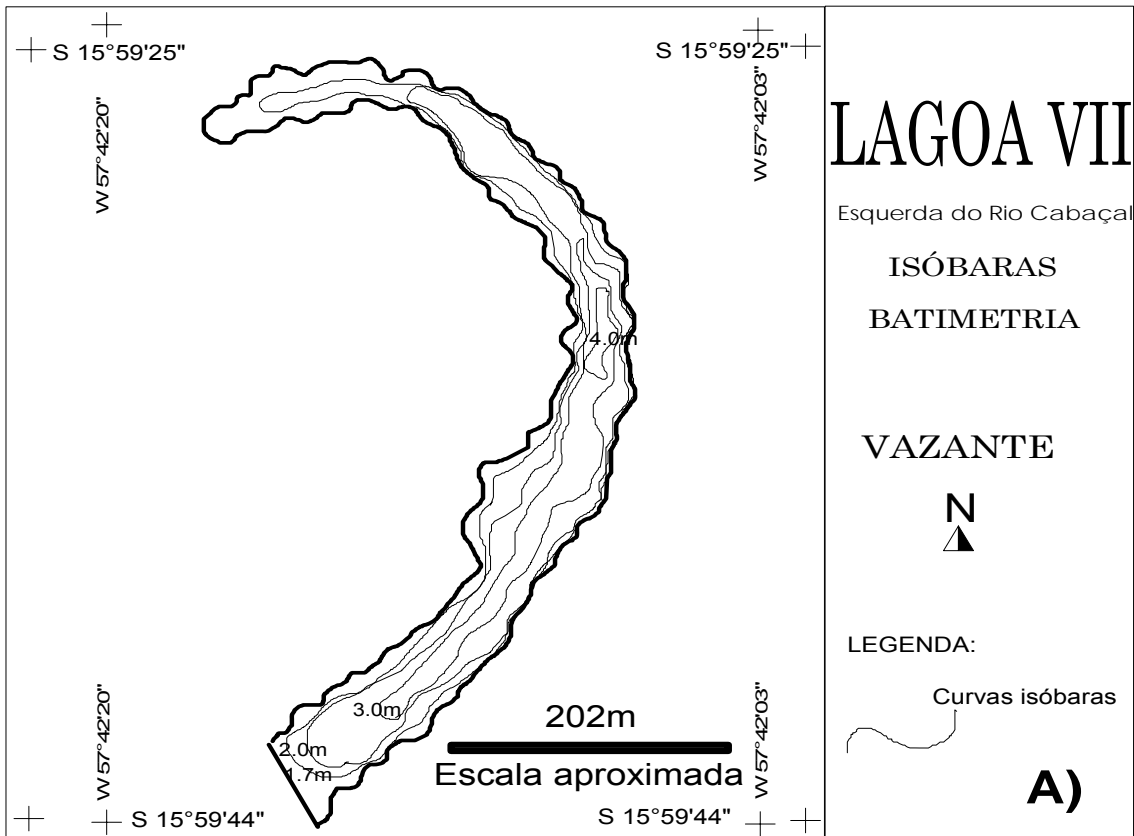 S 15°59'25"
S 15°59'25"
W 57°42'20"
W 57°42'03"
4.0m
3.0m
2.0m
1.7m
202m
Escala aproximada
W 57°42'20"
W 57°42'03"
S 15°59'44"
S 15°59'44"
LAGOA VII
Esquerda do Rio Cabaçal
ISÓBARAS
BATIMETRIA
VAZANTE
N
LEGENDA:
Curvas isóbaras
A)